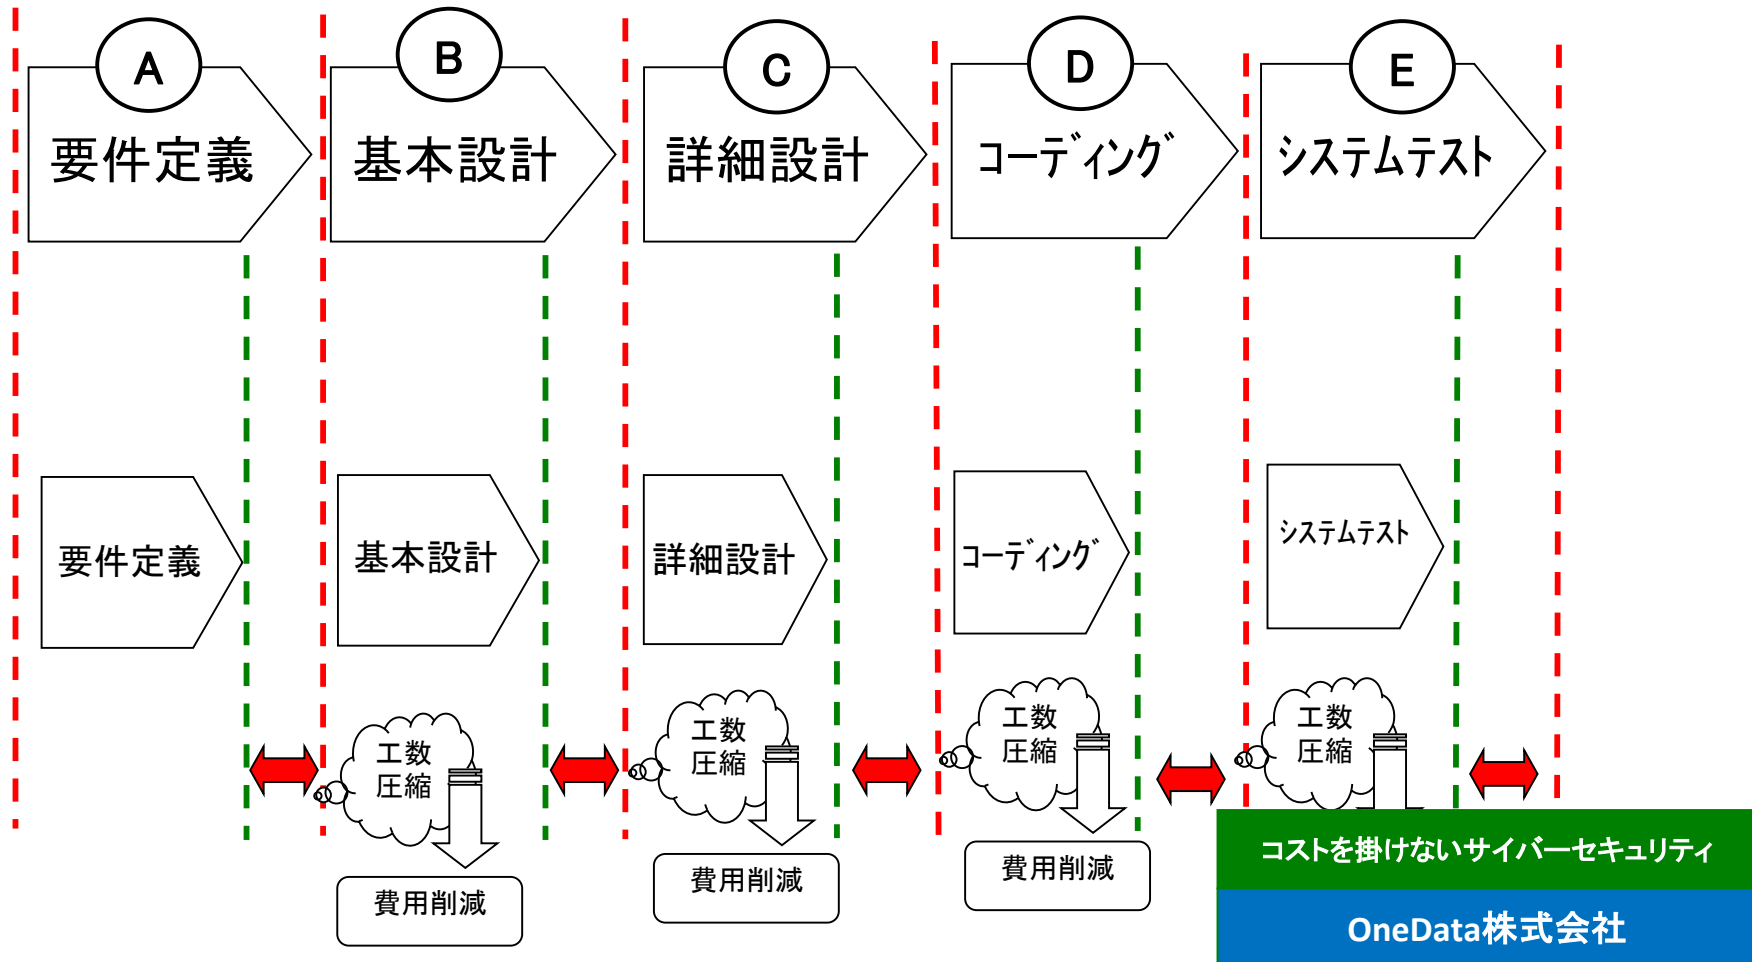 A
B
C
D
E
要件定義
基本設計
詳細設計
コーディング
システムテスト
要件定義
基本設計
詳細設計
コーディング
システムテスト
工数
圧縮
工数
圧縮
工数
圧縮
工数
圧縮
費用削減
費用削減
費用削減
コストを掛けないサイバーセキュリティ
OneData株式会社